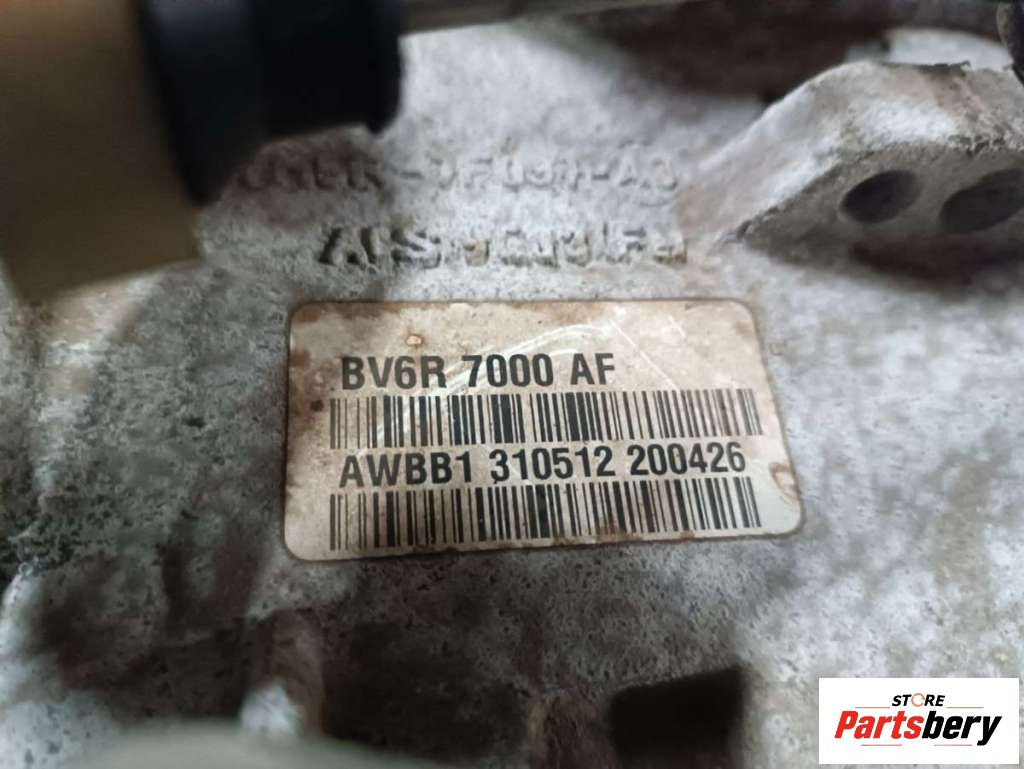 BV6R 7000 AF
AWBB1 310512 200426
STORE
Partsbery